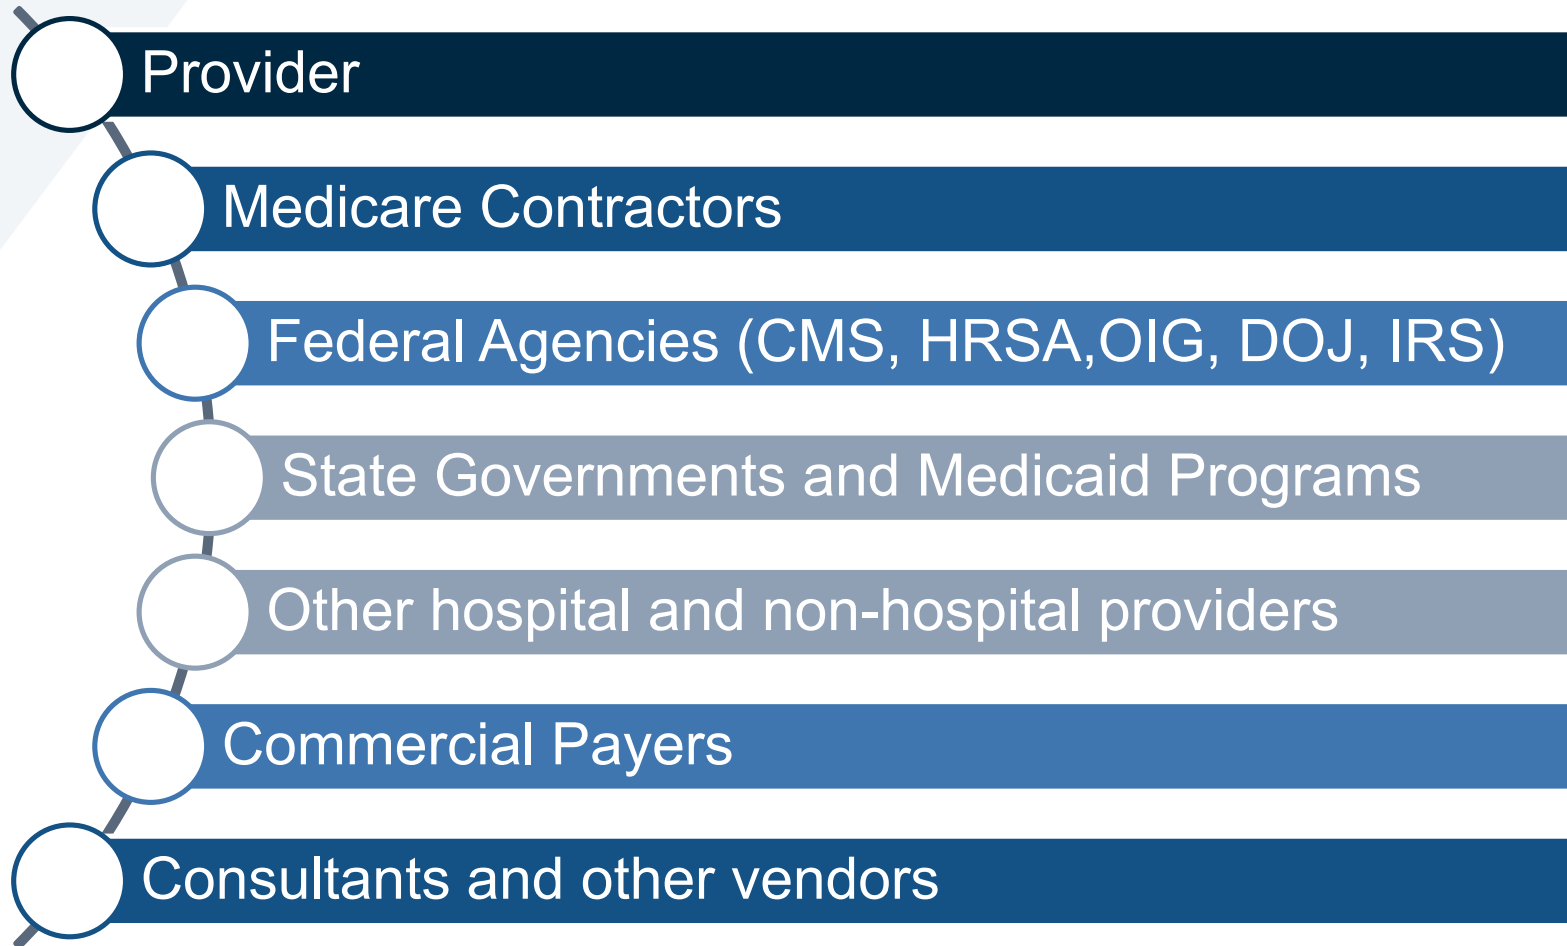 Provider
Medicare Contractors
Federal Agencies (CMS, HRSA,OIG, DOJ, IRS)
State Governments and Medicaid Programs
Other hospital and non-hospital providers
Commercial Payers
Consultants and other vendors